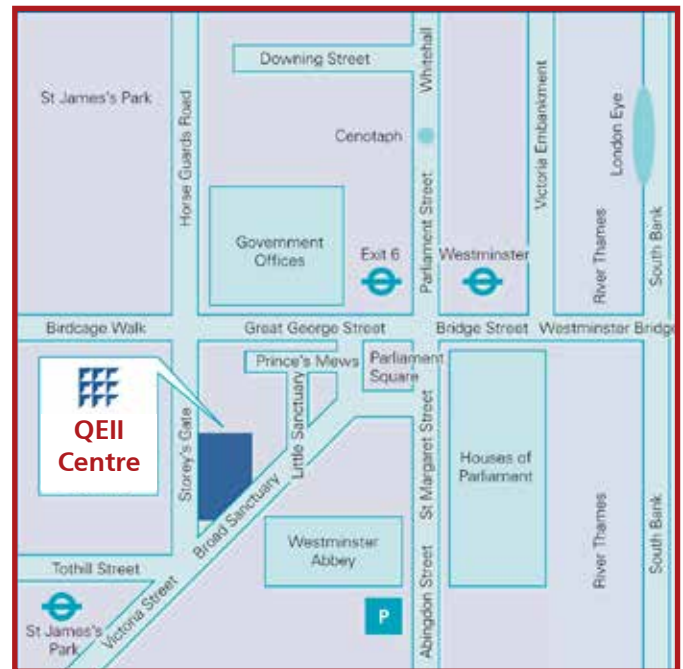 Downing Street
Whitehall
St James's Park
Horse Guards Road
Cenotaph
Victoria Embankment
London Eye
Parliament Street
Government
Offices
Exit 6
Westminster
River Thames
South Bank
Birdcage Walk
Great George Street
Bridge Street
Westminster Bridge
Prince's Mews
Parliament
Square
QEII
Centre
Storey's Gate
Little Sanctuary
St Margaret Street
Houses of
Parliament
Broad Sanctuary
Westminster
Abbey
River Thames
South Bank
Tothill Street
Victoria Street
Abingdon Street
St James's
Park
P